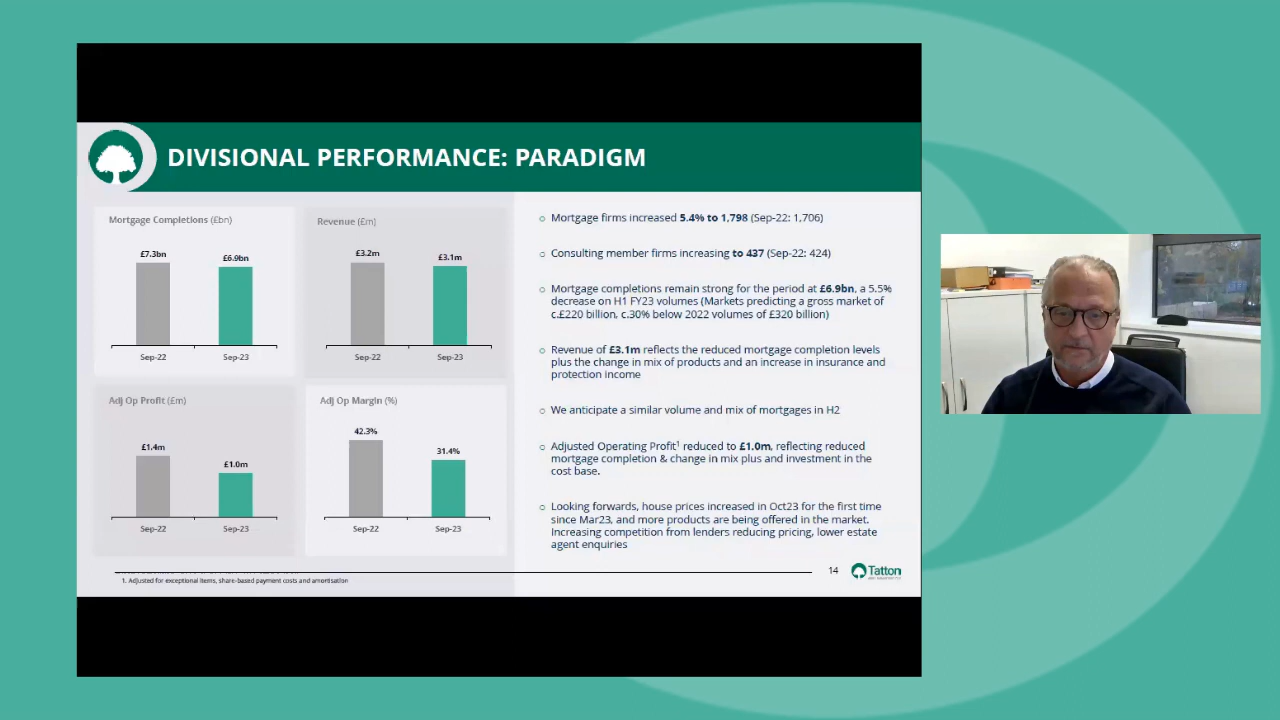 DIVISIONAL PERFORMANCE: PARADIGM
Mortgage Completions (£bn)
£7.3bn
£6.9bn
Sep-22
Sep-23
Revenue (£m)
£3.2m
£3.1m
Sep-22
Sep-23
Adj Op Profit (£m)
£1.4m
£1.0m
Sep-22
Sep-23
Adj Op Margin (%)
42.3%
31.4%
Sep-22
Sep-23
Mortgage firms increased 5.4% to 1,798 (Sep-22: 1,706)
Consulting member firms increasing to 437 (Sep-22: 424)
Mortgage completions remain strong for the period at £6.9bn, a 5.5%
decrease on H1 FY23 volumes (Markets predicting a gross market of
c.£220 billion, c.30% below 2022 volumes of £320 billion)
Revenue of £3.1m reflects the reduced mortgage completion levels
plus the change in mix of products and an increase in insurance and
protection income
We anticipate a similar volume and mix of mortgages in H2
Adjusted Operating Profit¹ reduced to £1.0m, reflecting reduced
mortgage completion & change in mix plus and investment in the
cost base.
Looking forwards, house prices increased in Oct23 for the first time
since Mar23, and more products are being offered in the market.
Increasing competition from lenders reducing pricing, lower estate
agent enquiries
1. Adjusted for exceptional items, share-based payment costs and amortisation
14
Tatton